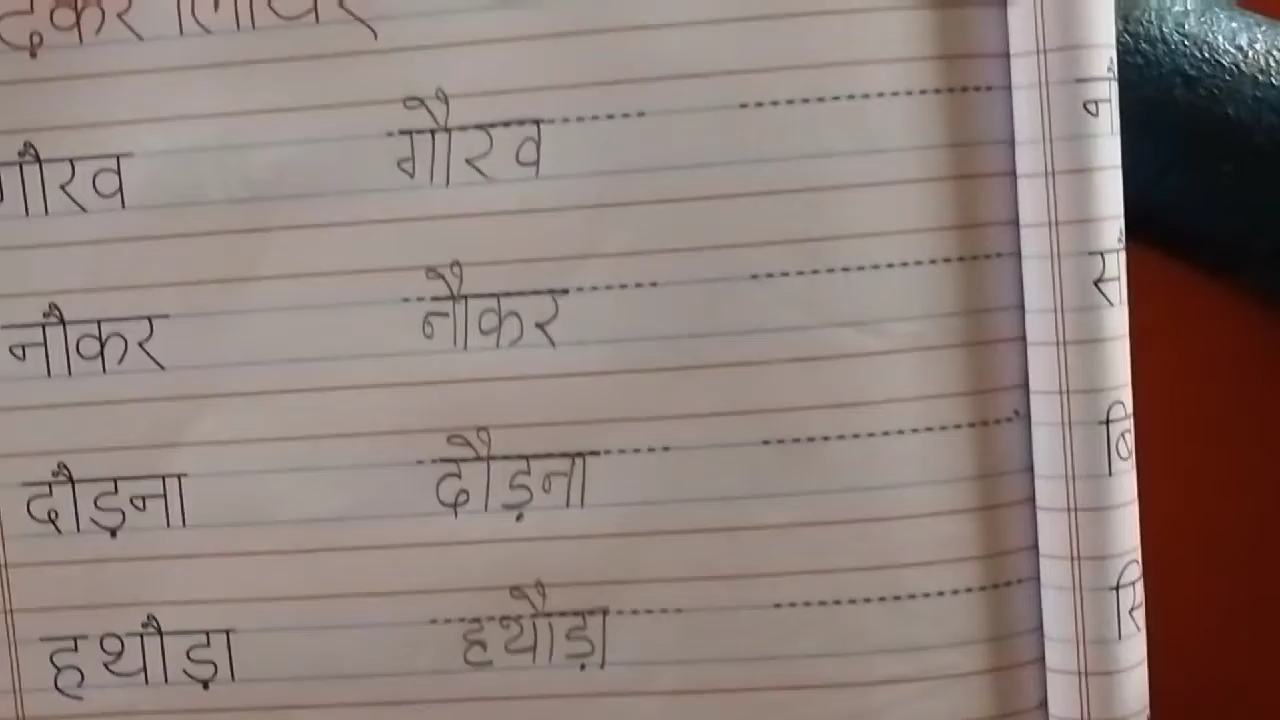 गौरव गौरव
नौकर नौकर
दौड़ना दौड़ना
हथौड़ा हथौड़ा